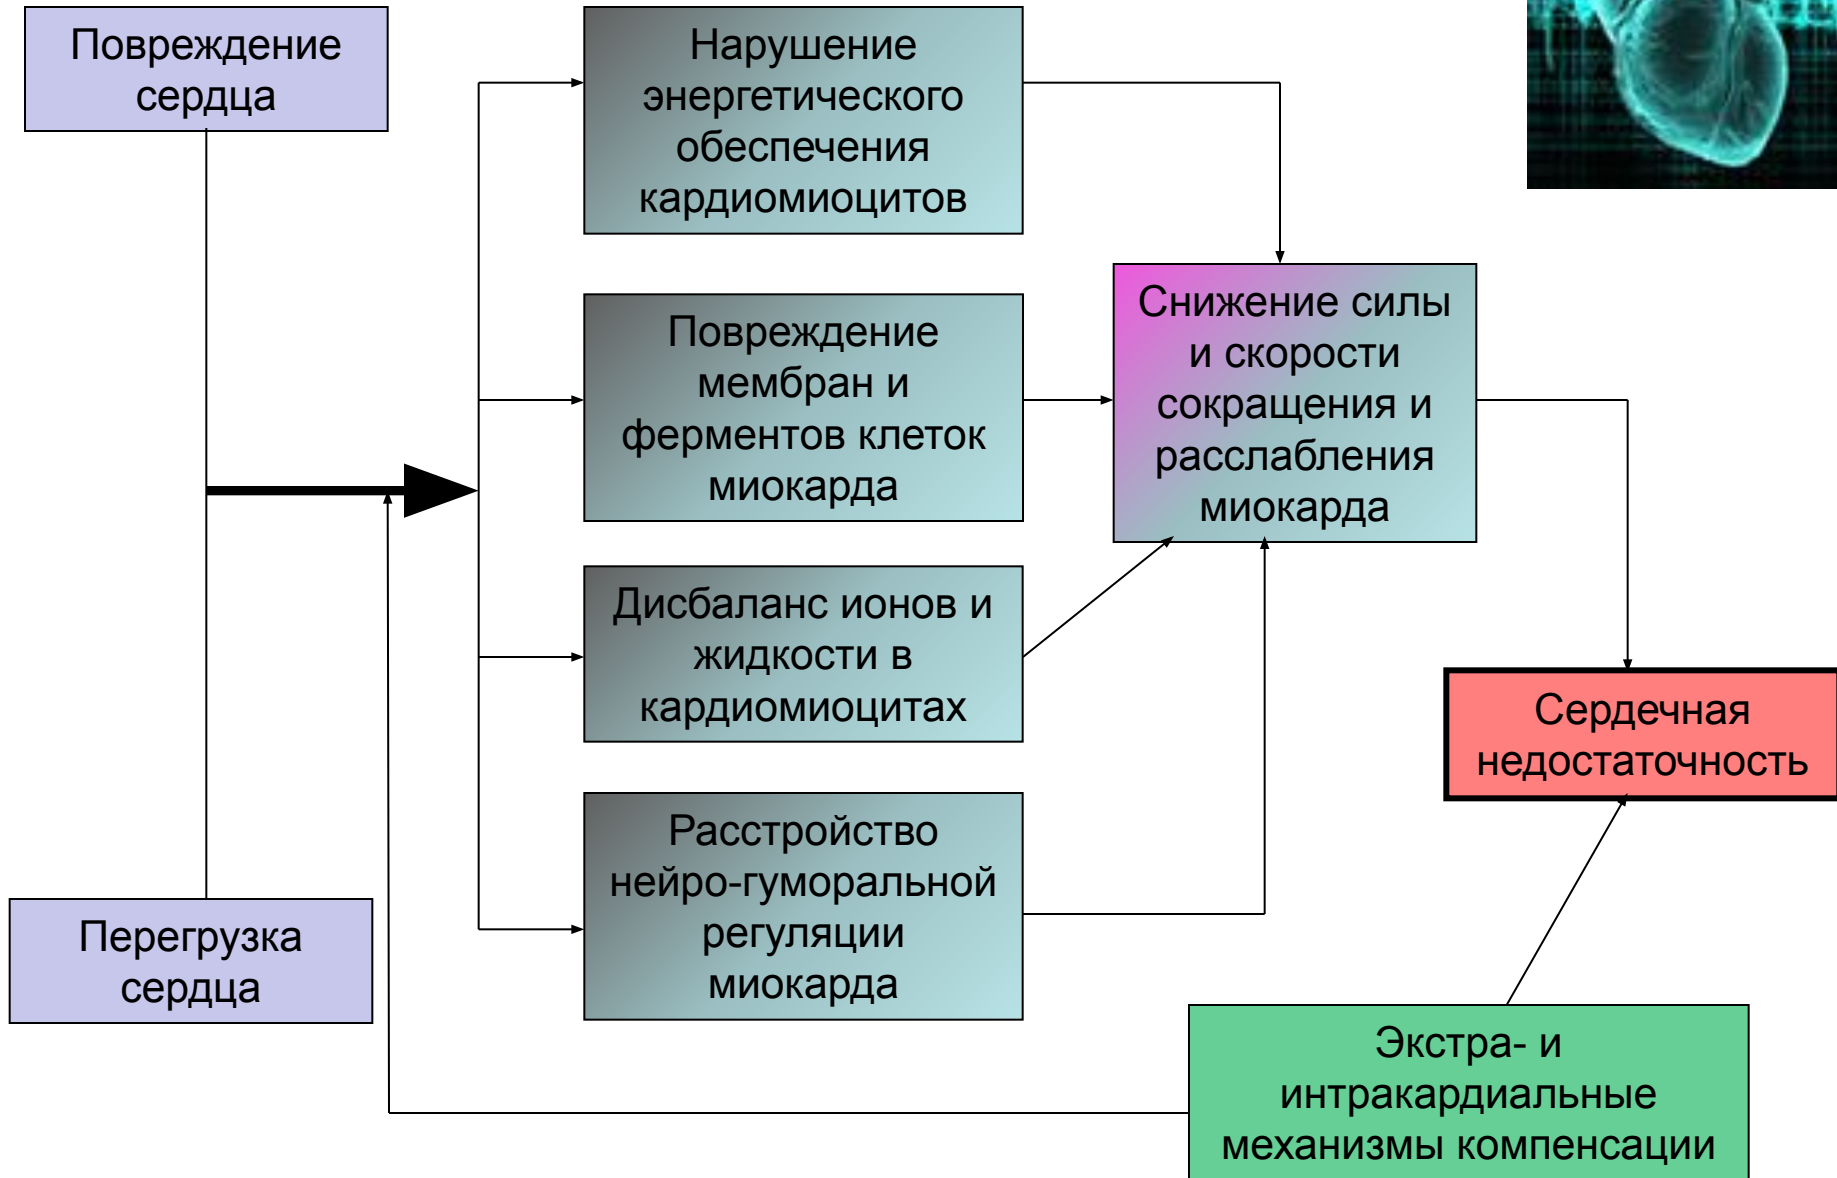 Повреждение
сердца
Нарушение
энергетического
обеспечения
кардиомиоцитов
Повреждение
мембран и
ферментов клеток
миокарда
Снижение силы
и скорости
сокращения и
расслабления
миокарда
Дисбаланс ионов и
жидкости в
кардиомиоцитах
Сердечная
недостаточность
Расстройство
нейро-гуморальной
регуляции
миокарда
Перегрузка
сердца
Экстра- и
интракардиальные
механизмы компенсации